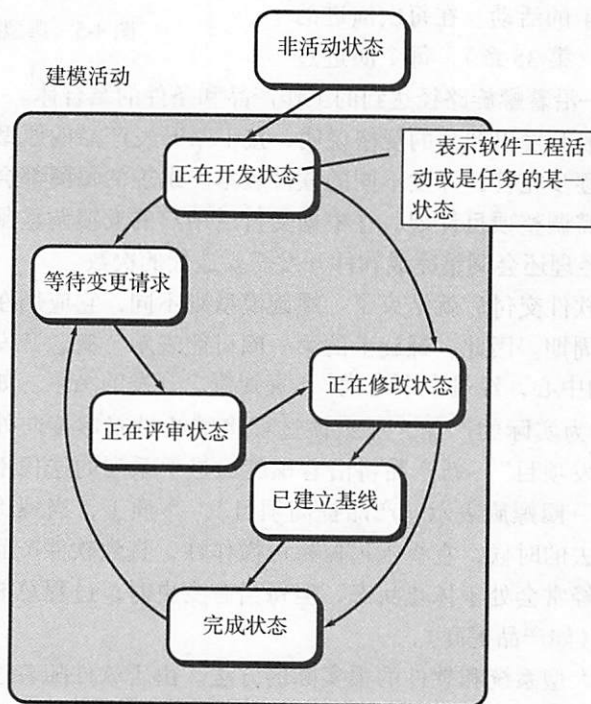 非活动状态
建模活动
正在开发状态
表示软件工程活
动或是任务的某一
状态
等待变更请求
正在修改状态
正在评审状态
已建立基线
完成状态